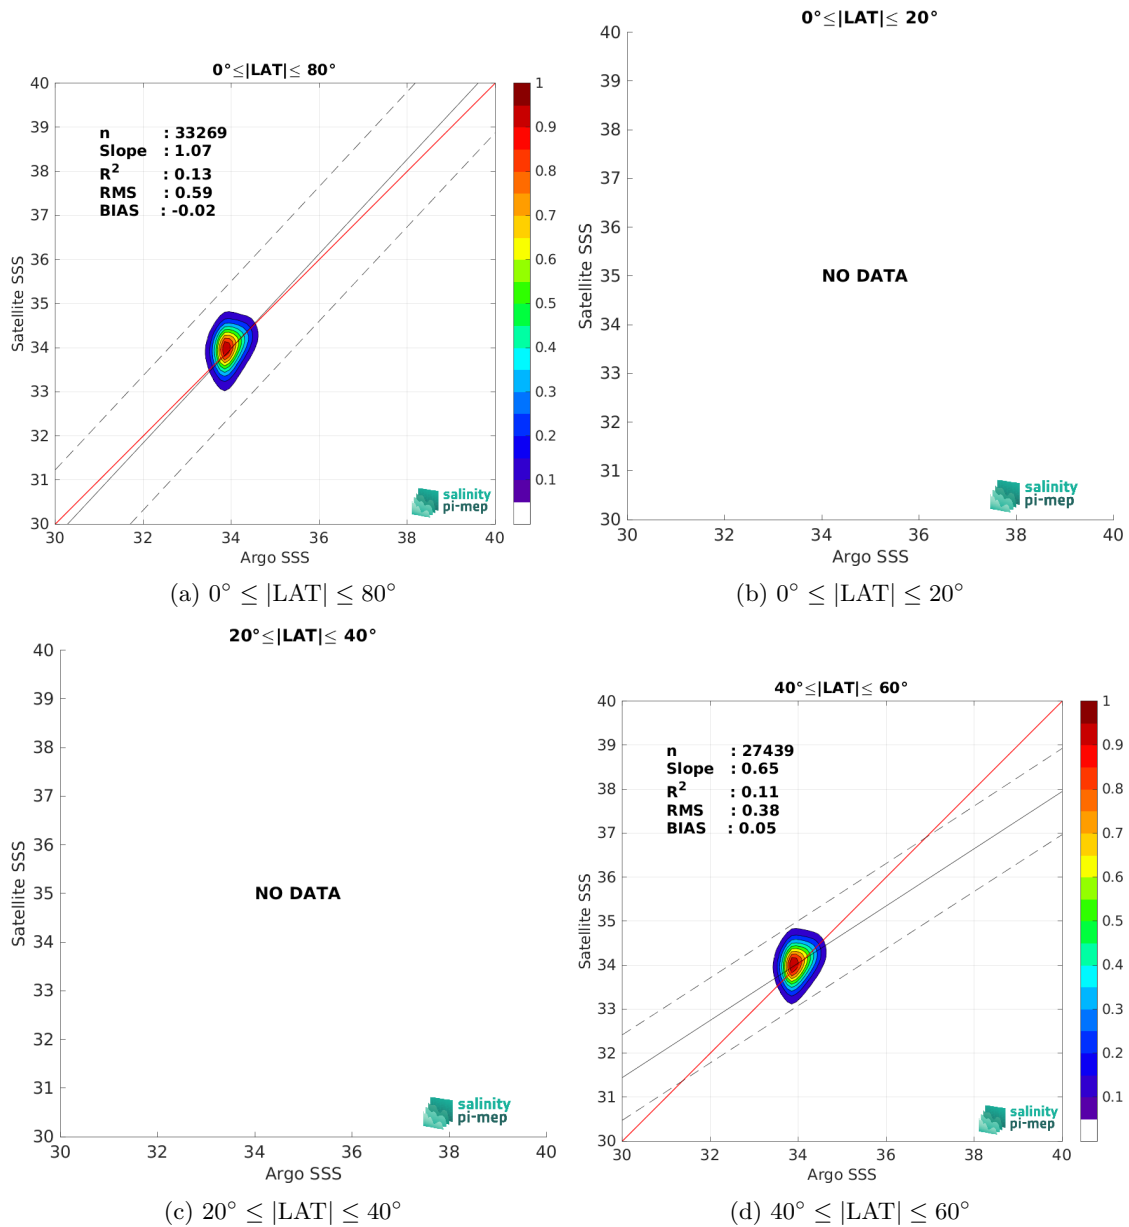 0°≤|LAT|≤ 80°
40
39
38
37
36
35
34
33
32
31
30
Satellite SSS
n : 33269
Slope : 1.07
R² : 0.13
RMS : 0.59
BIAS : -0.02
salinity
pi-mep
30 32 34 36 38 40
Argo SSS
1
0.9
0.8
0.7
0.6
0.5
0.4
0.3
0.2
0.1
(a) 0° ≤ |LAT| ≤ 80°
0°≤|LAT|≤ 20°
40
39
38
37
36
35
34
33
32
31
30
Satellite SSS
NO DATA
salinity
pi-mep
30 32 34 36 38 40
Argo SSS
(b) 0° ≤ |LAT| ≤ 20°
20°≤|LAT|≤ 40°
40
39
38
37
36
35
34
33
32
31
30
Satellite SSS
NO DATA
salinity
pi-mep
30 32 34 36 38 40
Argo SSS
(c) 20° ≤ |LAT| ≤ 40°
40°≤|LAT|≤ 60°
40
39
38
37
36
35
34
33
32
31
30
Satellite SSS
n : 27439
Slope : 0.65
R² : 0.11
RMS : 0.38
BIAS : 0.05
salinity
pi-mep
30 32 34 36 38 40
Argo SSS
1
0.9
0.8
0.7
0.6
0.5
0.4
0.3
0.2
0.1
(d) 40° ≤ |LAT| ≤ 60°